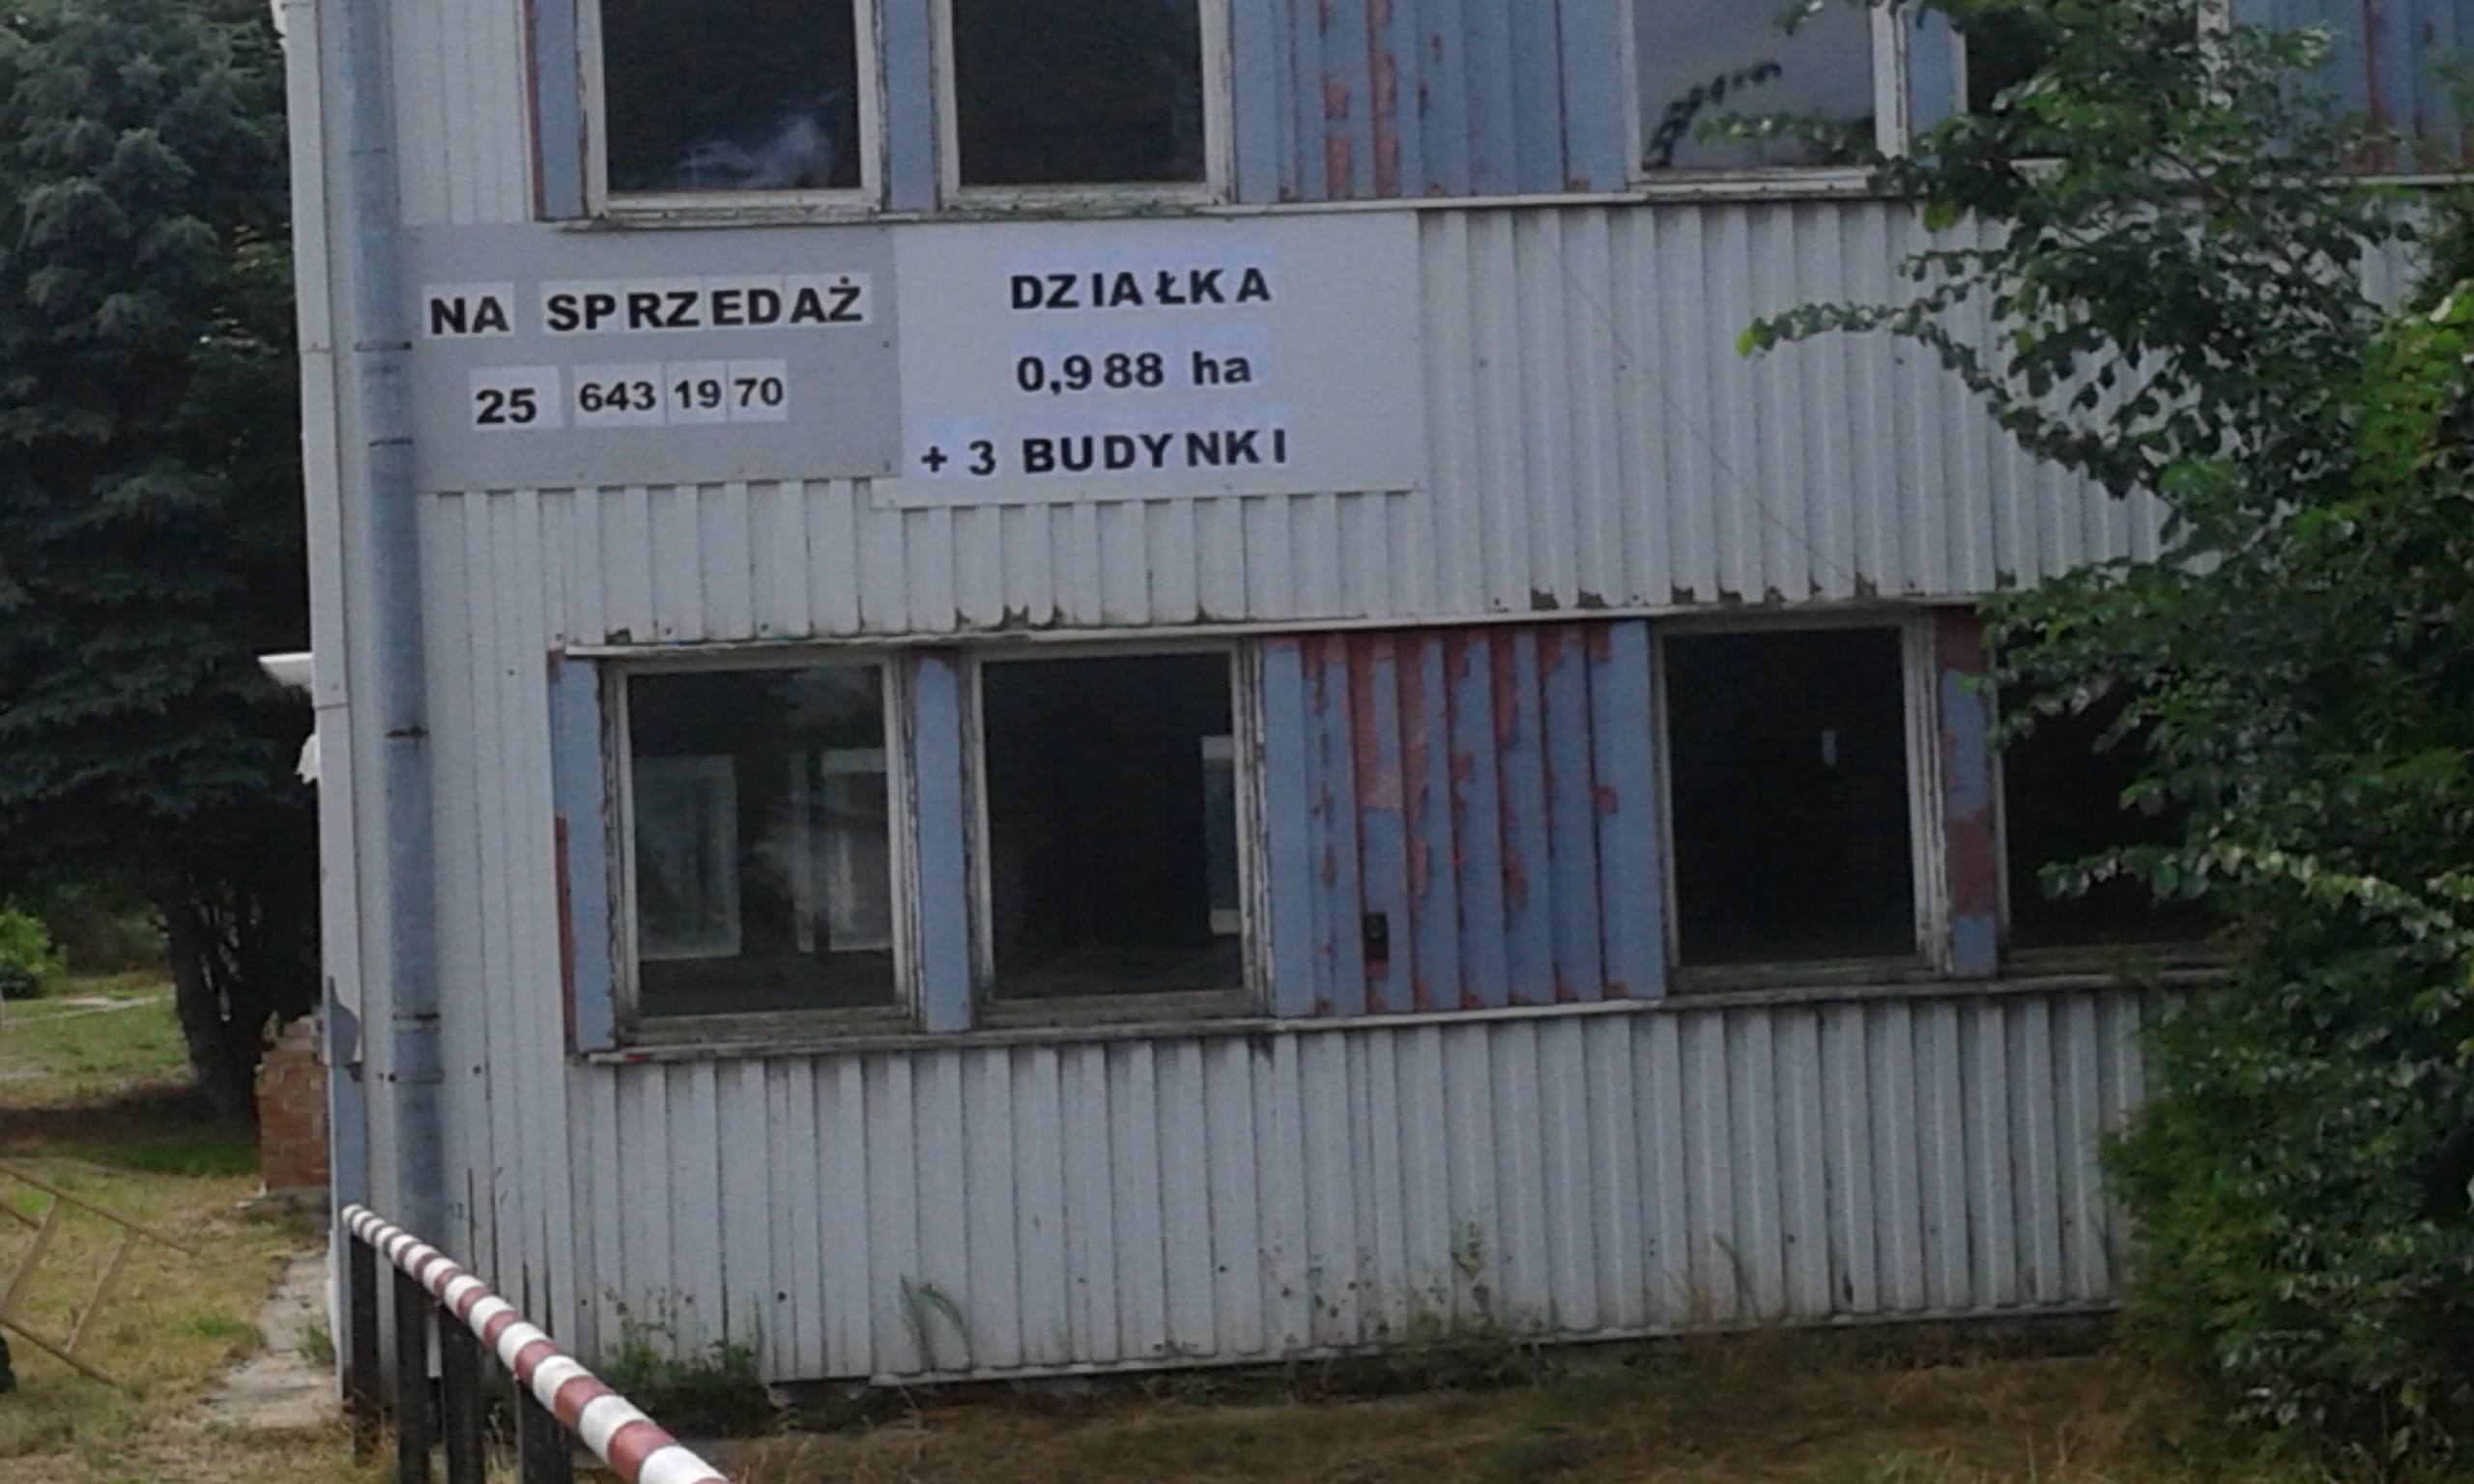 NA SPRZEDAŻ
25 643 19 70
DZIAŁKA
0,988 ha
+ 3 BUDYNKI